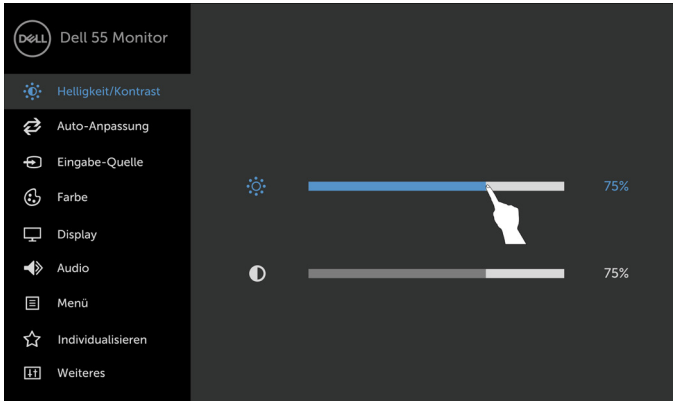 DELL
Dell 55 Monitor
Helligkeit/Kontrast
Auto-Anpassung
Eingabe-Quelle
Farbe
Display
Audio
Menü
Individualisieren
Weiteres
75%
75%